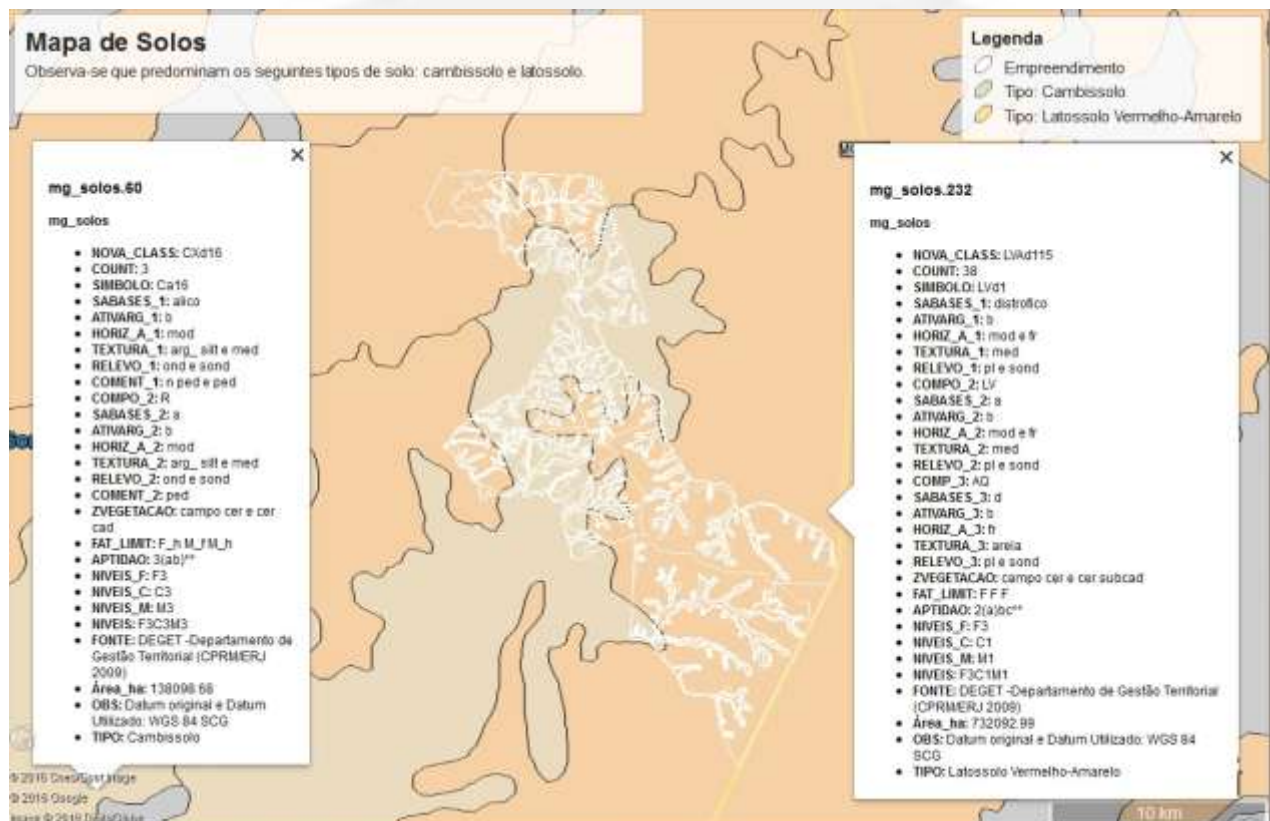 Mapa de Solos
Observa-se que predominam os seguintes tipos de solo: cambissolo e latossolo.
Legenda
Empreendimento
Tipo: Cambissolo
Tipo: Latossolo Vermelho-Amarelo
mg_solos.60
mg_solos
NOVA_CLASS: CXd16
COUNT: 3
SIMBOLO: Ca16
SABASES_1: alico
ATIVARG_1: b
HORIZ_A_1: mod
TEXTURA_1: arg_ silt e med
RELEVO_1: ond e sond
COMENT_1: n ped e ped
COMPO_2: R
SABASES_2: a
ATIVARG_2: b
HORIZ_A_2: mod
TEXTURA_2: arg_ silt e med
RELEVO_2: ond e sond
COMENT_2: ped
ZVEGETACAO: campo cer e cer
cad
FAT_LIMIT: F_h M_f M_h
APTIDAO: 3(ab)**
NIVEIS_F: F3
NIVEIS_C: C3
NIVEIS_M: M3
NIVEIS: F3C3M3
FONTE: DEGET -Departamento de
Gestão Territorial (CPRM/ERJ
2009)
Área_ha: 138098.68
OBS: Datum original e Datum
Utilizado: WGS 84 SCG
TIPO: Cambissolo
mg_solos.232
mg_solos
NOVA_CLASS: LVAd115
COUNT: 38
SIMBOLO: LVd1
SABASES_1: distrofico
ATIVARG_1: b
HORIZ_A_1: mod e fr
TEXTURA_1: med
RELEVO_1: pl e sond
COMPO_2: LV
SABASES_2: a
ATIVARG_2: b
HORIZ_A_2: mod e fr
TEXTURA_2: med
RELEVO_2: pl e sond
COMP_3: AQ
SABASES_3: d
ATIVARG_3: b
HORIZ_A_3: fr
TEXTURA_3: areia
RELEVO_3: pl e sond
ZVEGETACAO: campo cer e cer subcad
FAT_LIMIT: F F F
APTIDAO: 2(a)bc**
NIVEIS_F: F3
NIVEIS_C: C1
NIVEIS_M: M1
NIVEIS: F3C1M1
FONTE: DEGET -Departamento de Gestão Territorial
(CPRM/ERJ 2009)
Área_ha: 732092.99
OBS: Datum original e Datum Utilizado: WGS 84
SCG
TIPO: Latossolo Vermelho-Amarelo
© 2016 Cnes/Spot Image
© 2016 Google
Image © 2016 DigitalGlobe
10 km